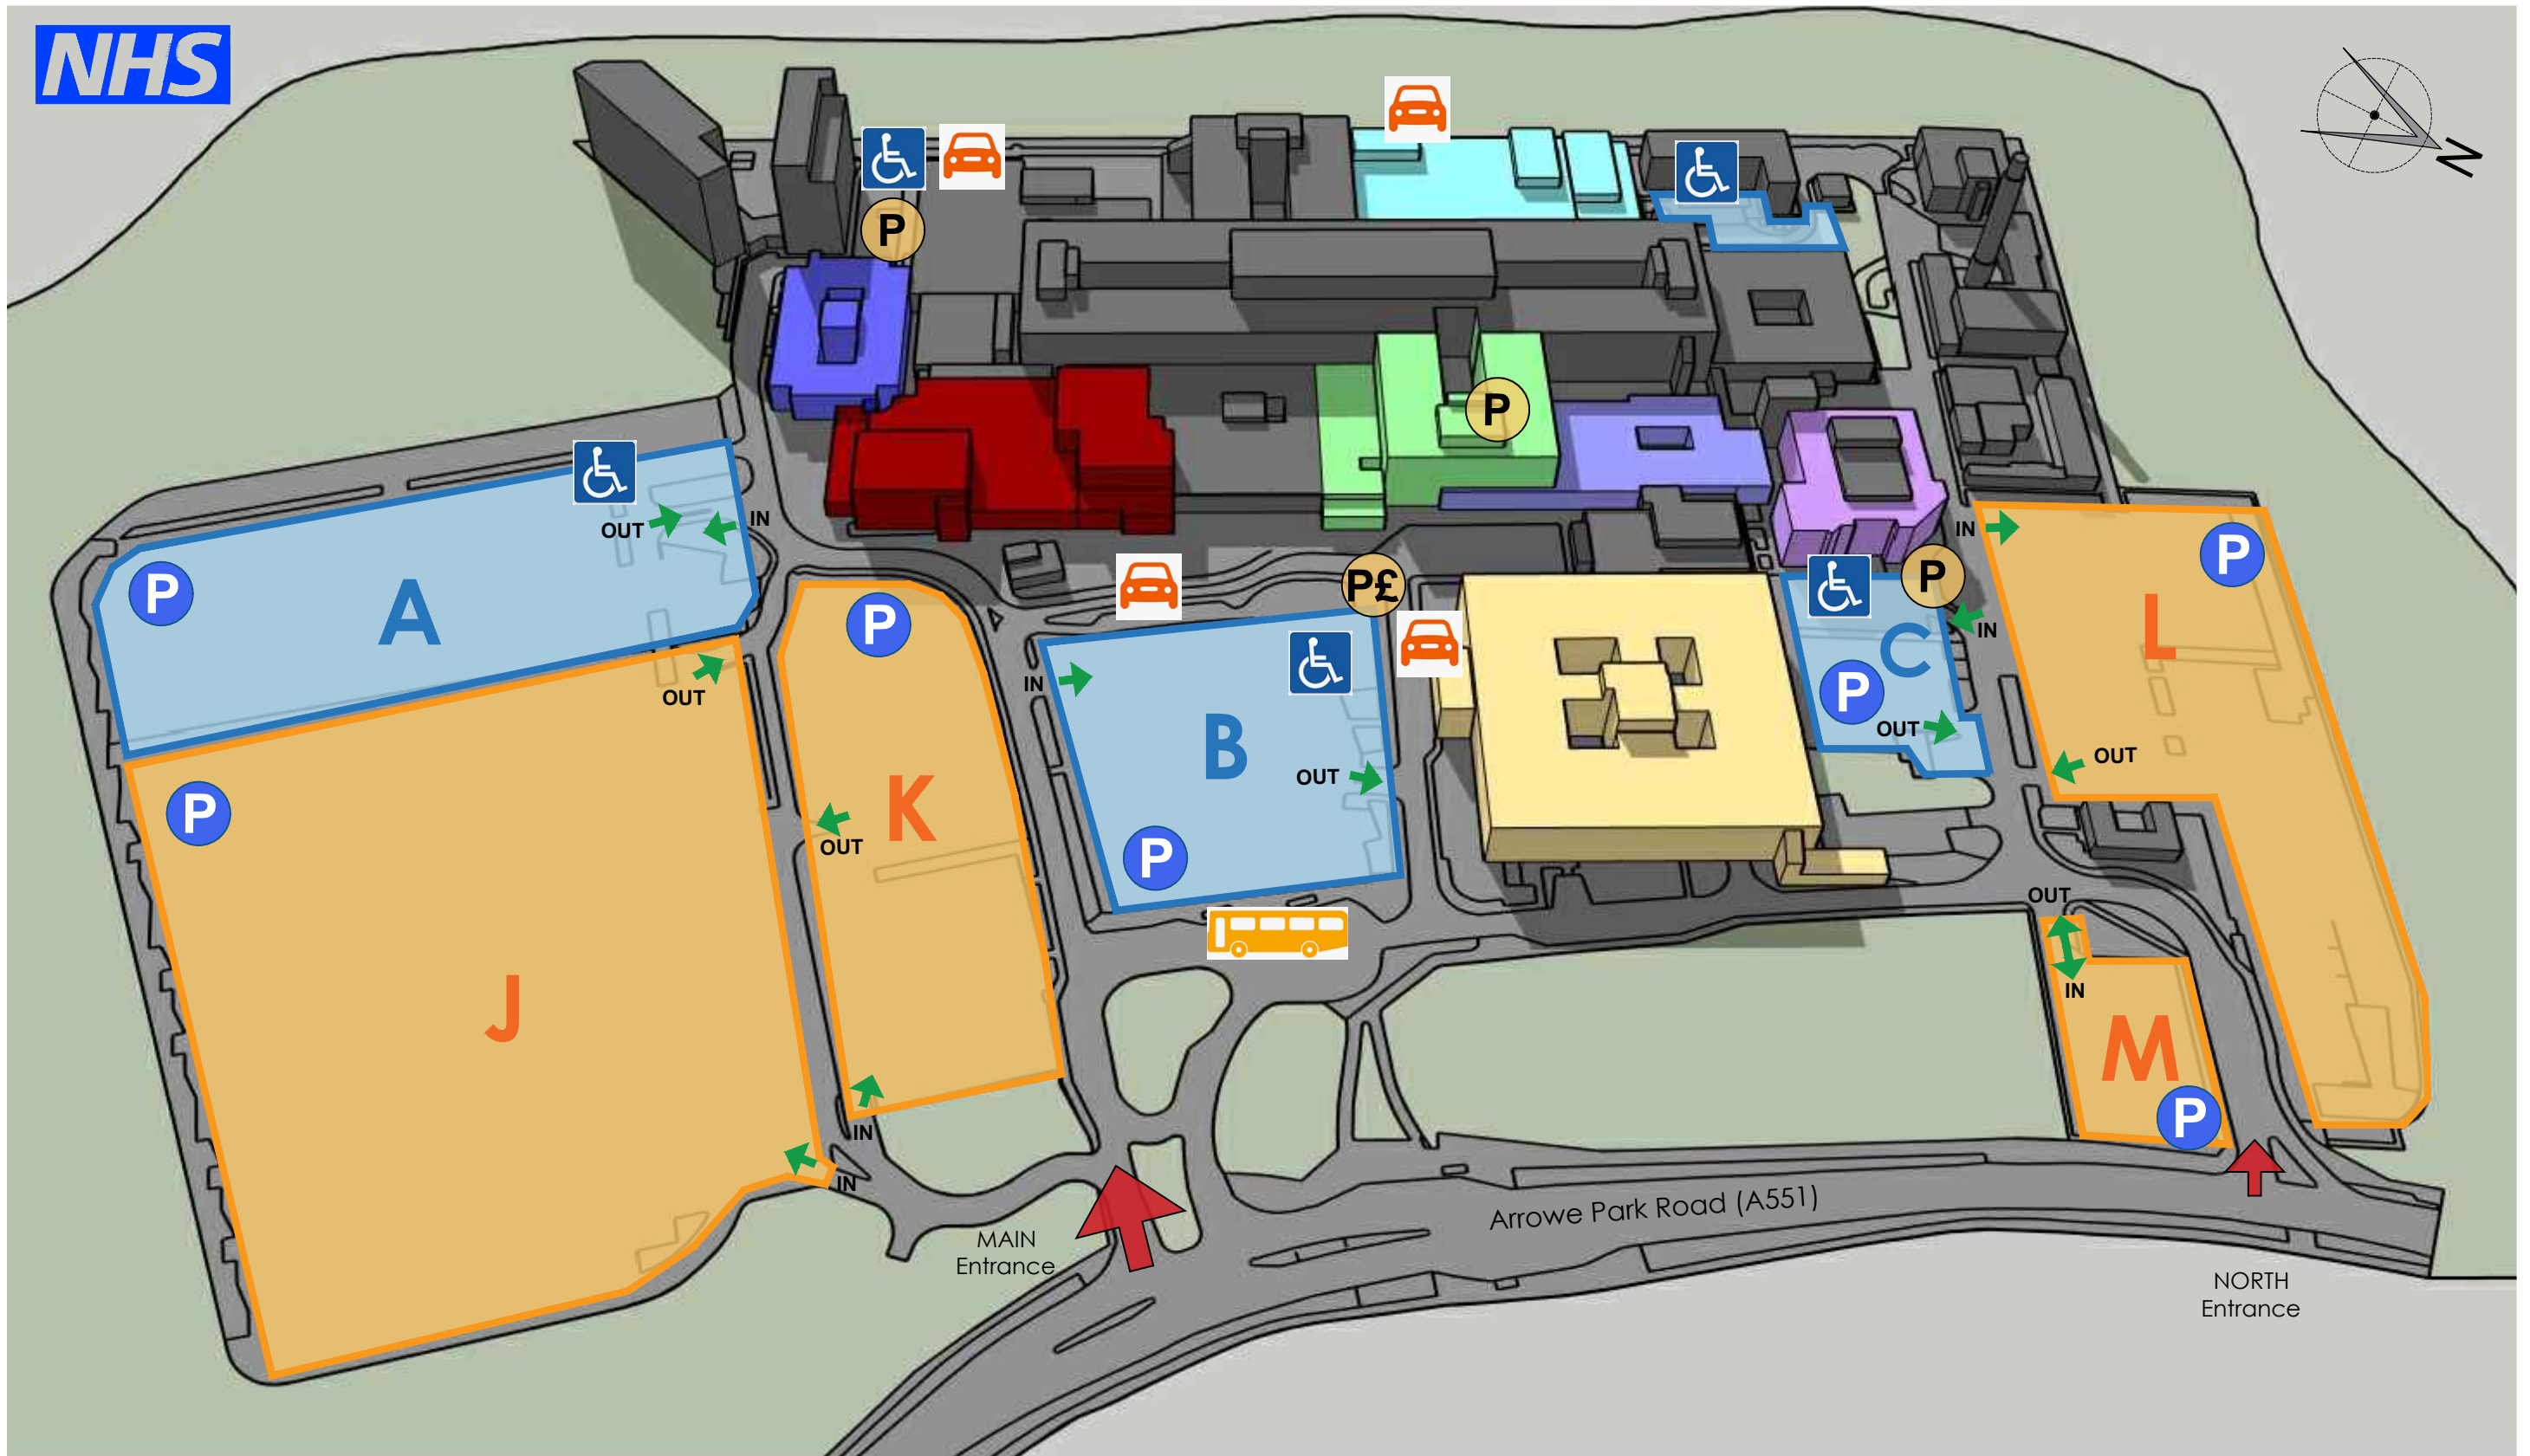 NHS
N
P
P
OUT
IN
P
A
P
P£
P
IN
P
L
IN
P
K
IN
B
C
P
OUT
OUT
OUT
P
OUT
OUT
P
J
OUT
IN
M
P
IN
IN
MAIN
Entrance
Arrowe Park Road (A551)
NORTH
Entrance